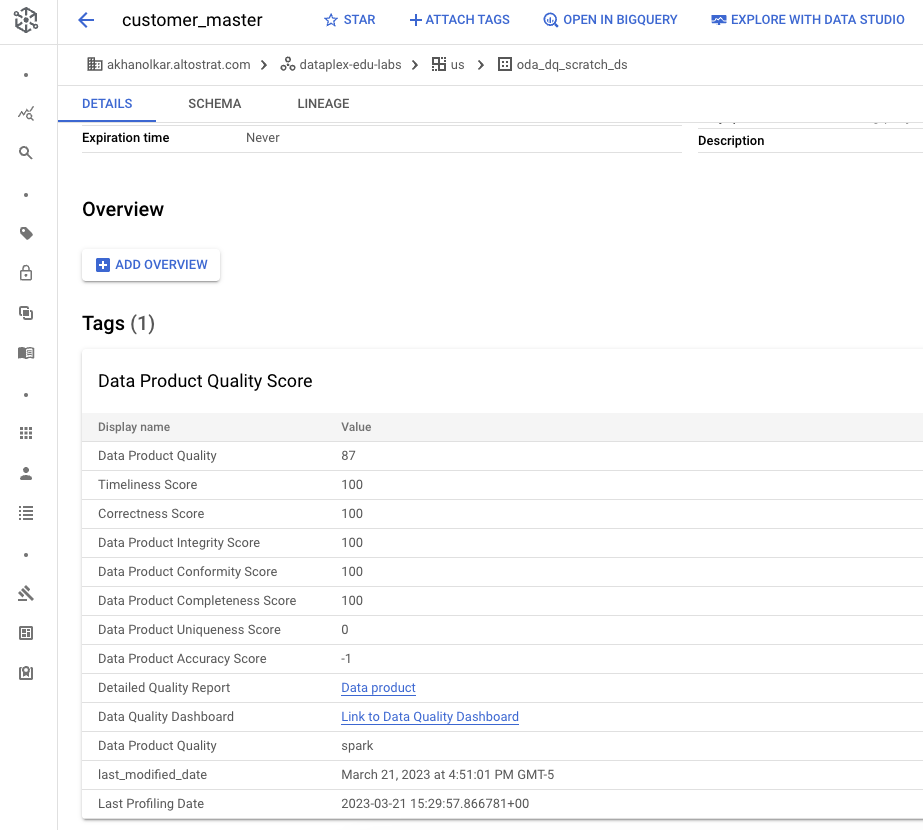 customer_master STAR ATTACH TAGS OPEN IN BIGQUERY EXPLORE WITH DATA STUDIO
akhanolkar.altostrat.com dataplex-edu-labs us oda_dq_scratch_ds
DETAILS SCHEMA LINEAGE
Expiration time Never
Description
Overview
ADD OVERVIEW
Tags (1)
Data Product Quality Score
Display name Value
Data Product Quality 87
Timeliness Score 100
Correctness Score 100
Data Product Integrity Score 100
Data Product Conformity Score 100
Data Product Completeness Score 100
Data Product Uniqueness Score 0
Data Product Accuracy Score -1
Detailed Quality Report Data product
Data Quality Dashboard Link to Data Quality Dashboard
Data Product Quality spark
last_modified_date March 21, 2023 at 4:51:01 PM GMT-5
Last Profiling Date 2023-03-21 15:29:57.866781+00